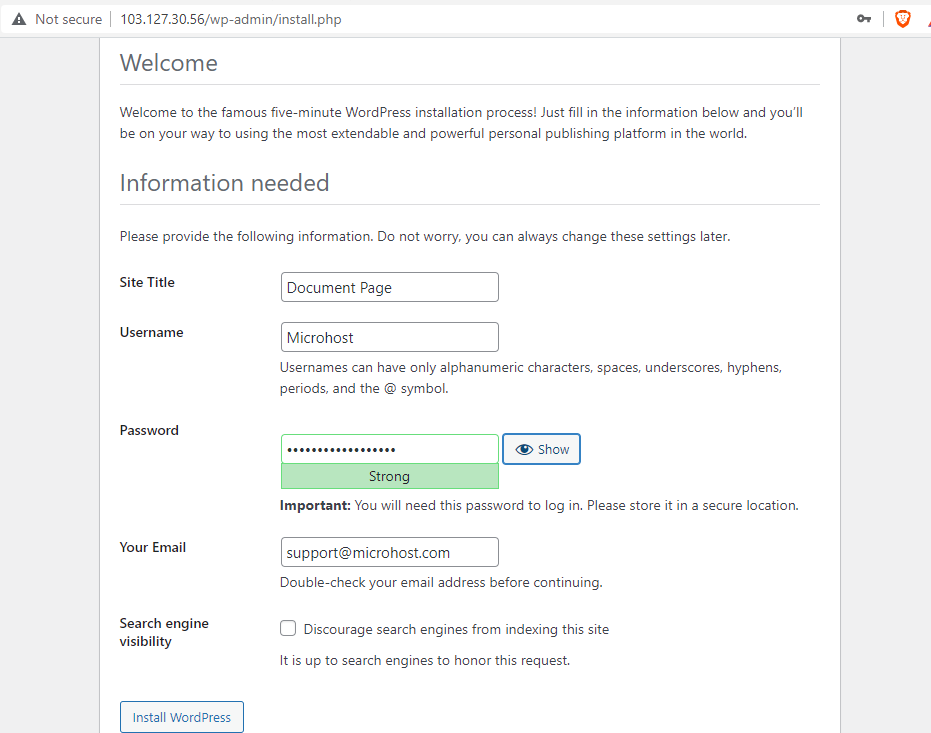 Not secure 103.127.30.56/wp-admin/install.php
Welcome
Welcome to the famous five-minute WordPress installation process! Just fill in the information below and you’ll
be on your way to using the most extendable and powerful personal publishing platform in the world.
Information needed
Please provide the following information. Do not worry, you can always change these settings later.
Site Title
Document Page
Username
Microhost
Usernames can have only alphanumeric characters, spaces, underscores, hyphens,
periods, and the @ symbol.
Password
•••••••••••••••••• Show
Strong
Important: You will need this password to log in. Please store it in a secure location.
Your Email
support@microhost.com
Double-check your email address before continuing.
Search engine
visibility
Discourage search engines from indexing this site
It is up to search engines to honor this request.
Install WordPress